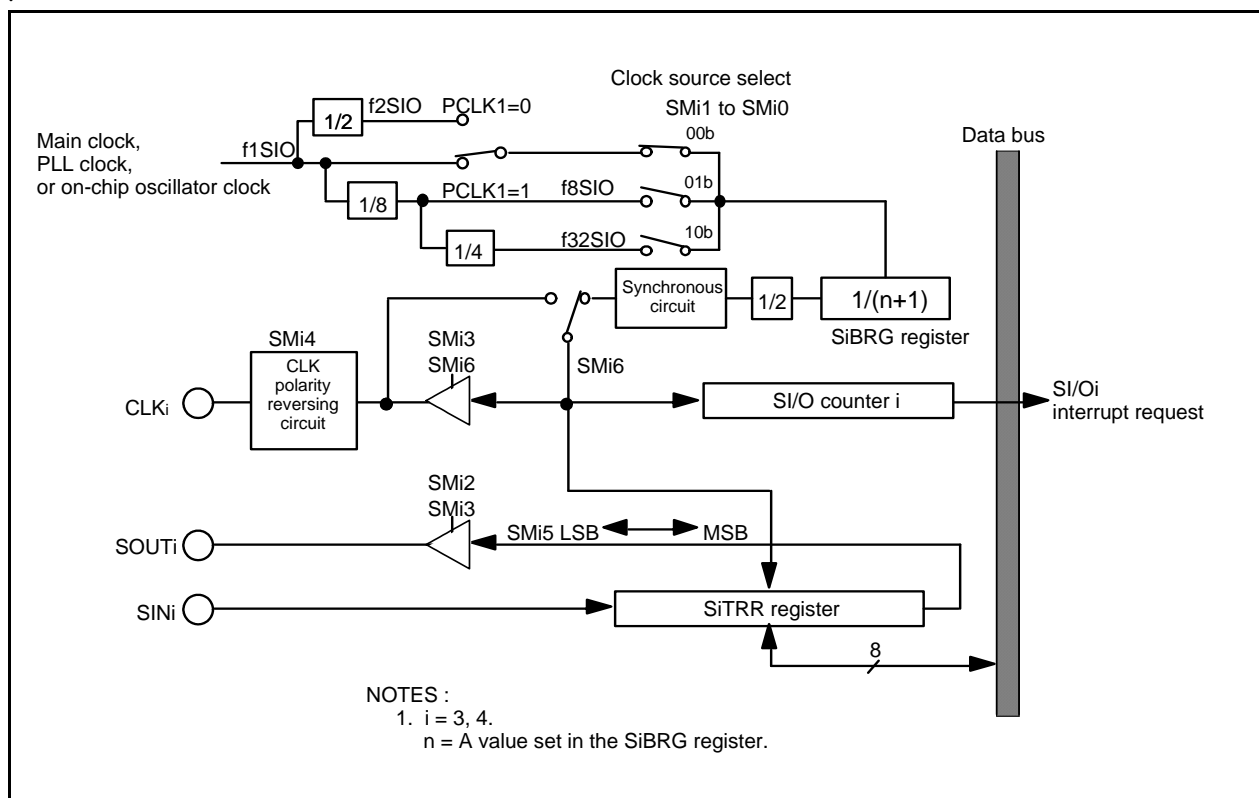 Clock source select
SMi1 to SMi0
f2SIO PCLK1=0
1/2
00b
Data bus
Main clock,
PLL clock,
or on-chip oscillator clock
f1SIO
PCLK1=1
f8SIO
01b
1/8
f32SIO
10b
1/4
Synchronous
circuit
1/2
1/(n+1)
SiBRG register
SMi4
CLK
polarity
reversing
circuit
SMi3
SMi6
SMi6
CLKi
SI/O counter i
SI/Oi
interrupt request
SMi2
SMi3
SMi5 LSB MSB
SOUTi
SINi
SiTRR register
8
NOTES :
1. i = 3, 4.
n = A value set in the SiBRG register.